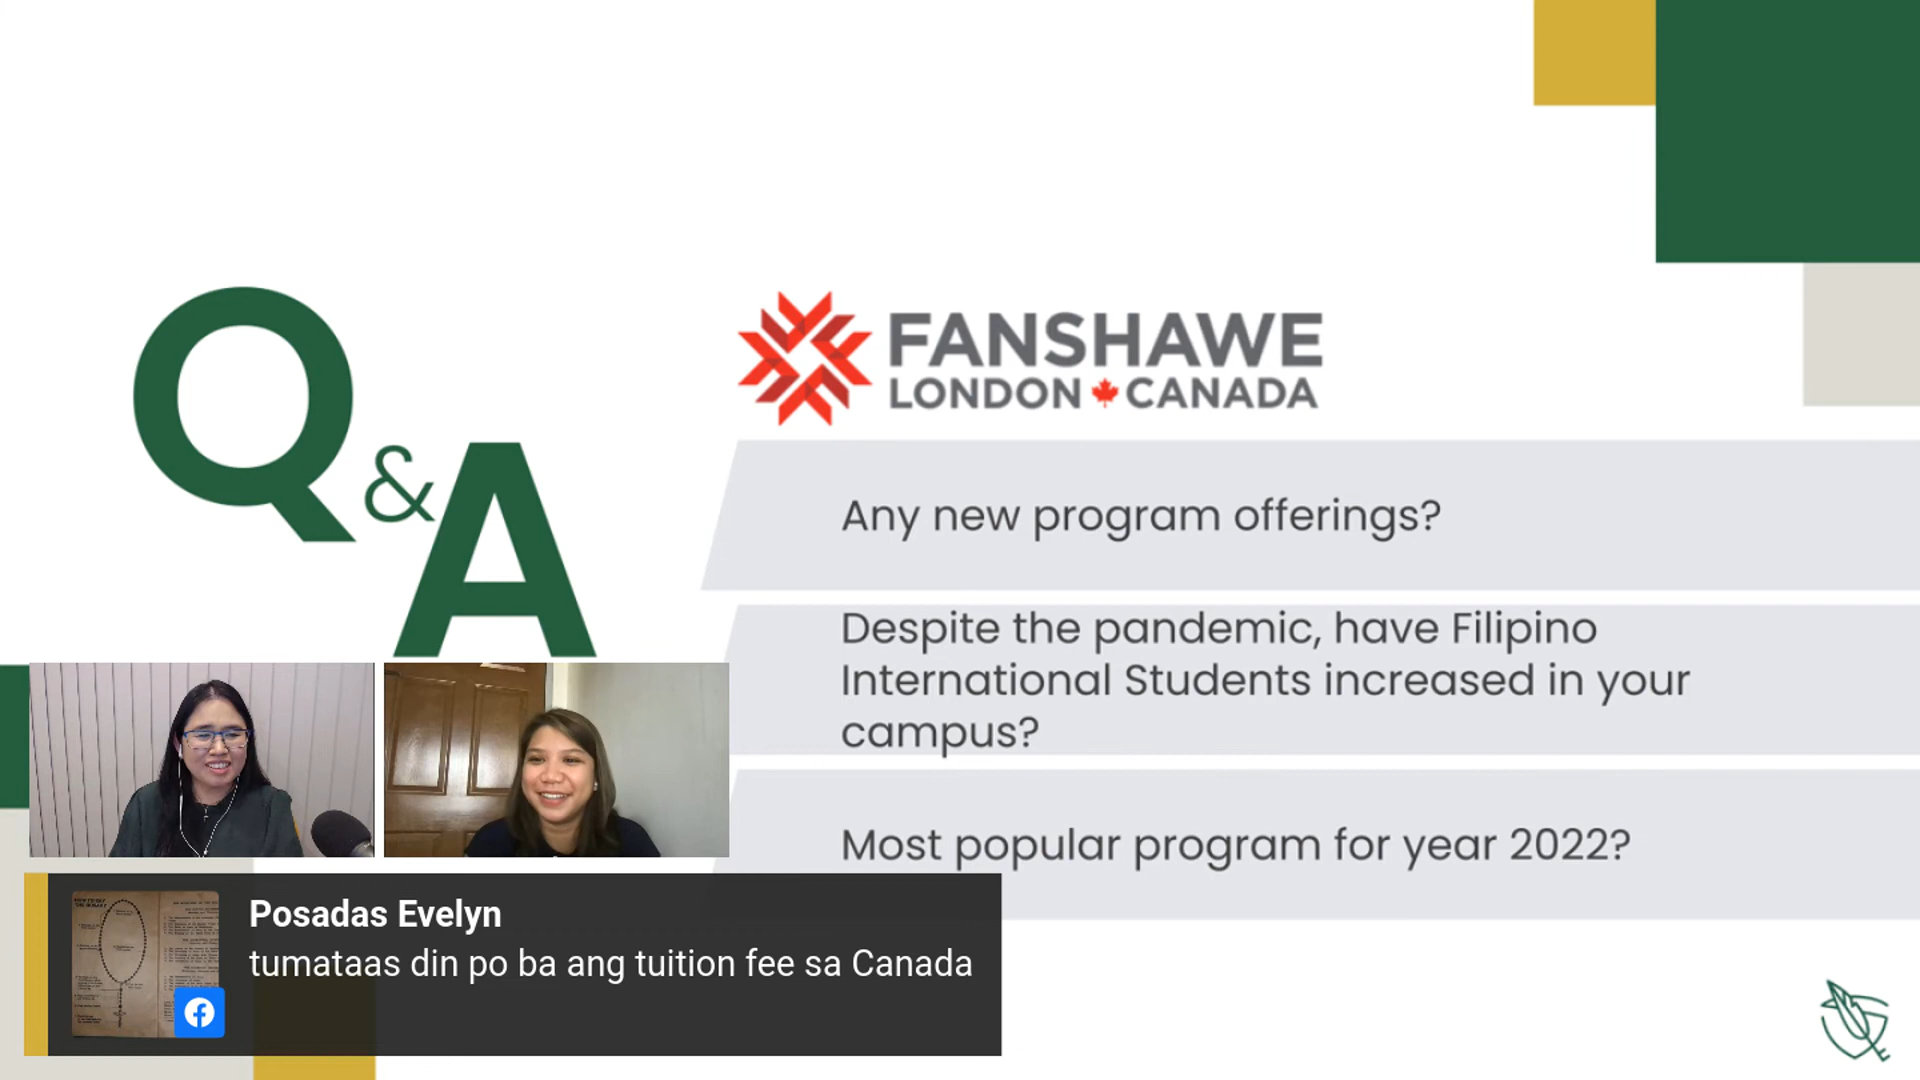 Q
&
A
FANSHAWE
LONDON CANADA
Any new program offerings?
Despite the pandemic, have Filipino
International Students increased in your
campus?
Most popular program for year 2022?
Posadas Evelyn
tumataas din po ba ang tuition fee sa Canada